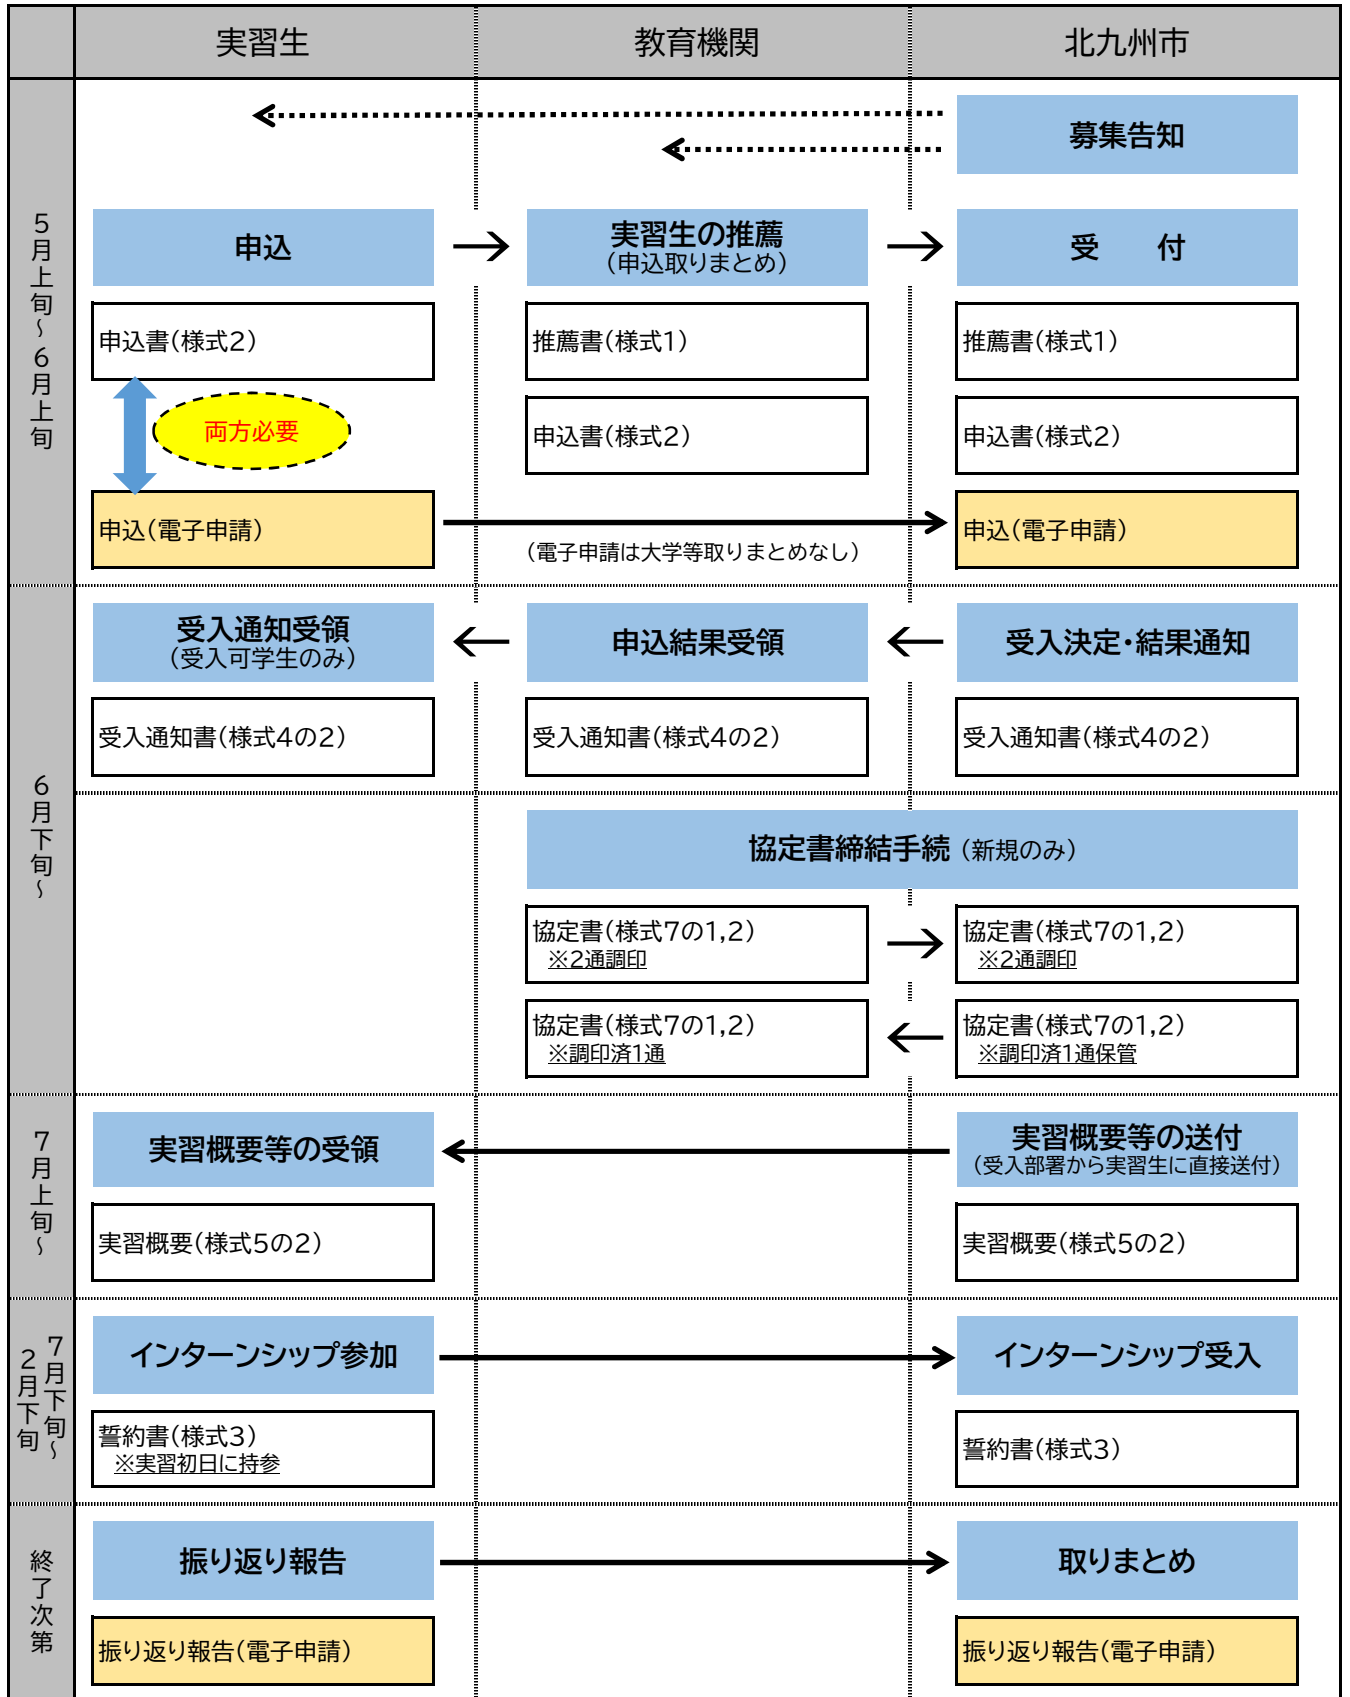 実習生
教育機関
北九州市
5月上旬～6月上旬
募集告知
申込
実習生の推薦
（申込取りまとめ）
受　　付
申込書（様式2）
推薦書（様式1）
推薦書（様式1）
両方必要
申込書（様式2）
申込書（様式2）
申込（電子申請）
（電子申請は大学等取りまとめなし）
申込（電子申請）
6月下旬～
受入通知受領
（受入可学生のみ）
申込結果受領
受入決定・結果通知
受入通知書（様式4の2）
受入通知書（様式4の2）
受入通知書（様式4の2）
協定書締結手続（新規のみ）
協定書（様式7の1,2）
※2通調印
協定書（様式7の1,2）
※2通調印
協定書（様式7の1,2）
※調印済1通
協定書（様式7の1,2）
※調印済1通保管
7月上旬～
実習概要等の受領
実習概要等の送付
（受入部署から実習生に直接送付）
実習概要（様式5の2）
実習概要（様式5の2）
7月下旬～
2月下旬
インターンシップ参加
インターンシップ受入
誓約書（様式3）
※実習初日に持参
誓約書（様式3）
終了次第
振り返り報告
取りまとめ
振り返り報告（電子申請）
振り返り報告（電子申請）